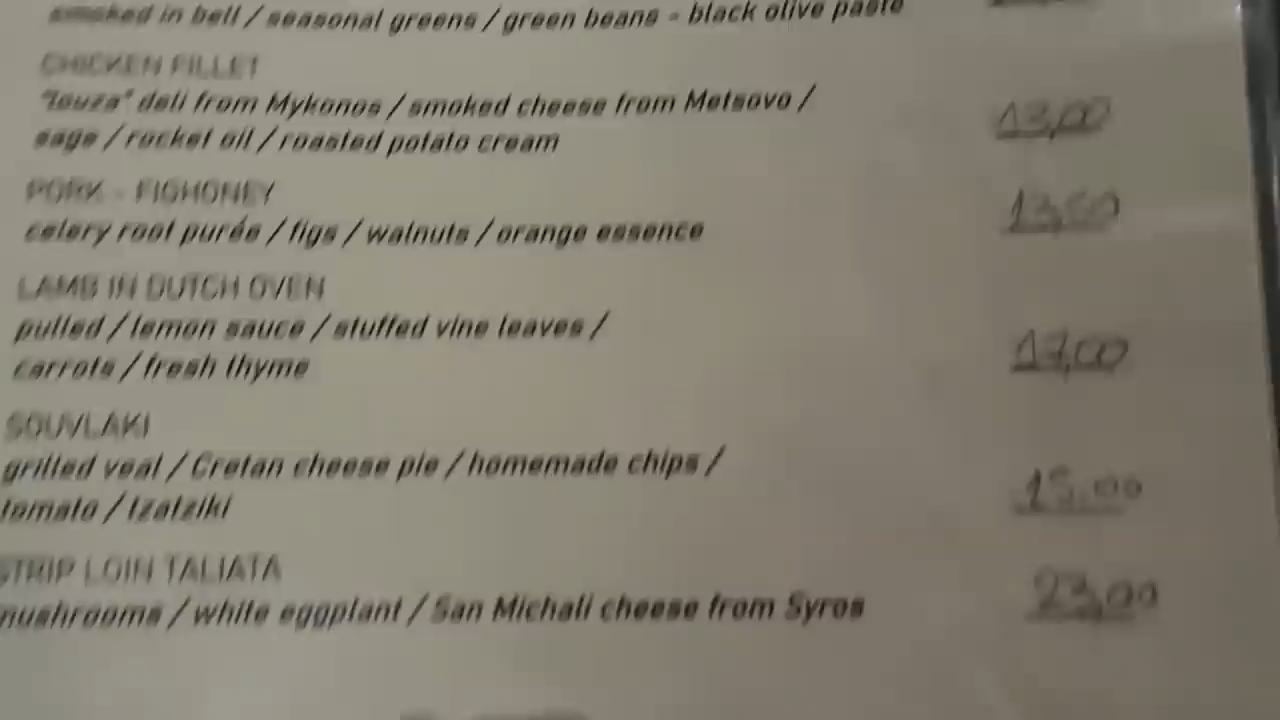 smoked in bell / seasonal greens / green beans - black olive paste
CHICKEN FILLET
"louza" deli from Mykonos / smoked cheese from Metsovo /
sage / rocket oil / roasted potato cream
13,00
PORK - FIGHONEY
celery root purée / figs / walnuts / orange essence
13,50
LAMB IN DUTCH OVEN
pulled / lemon sauce / stuffed vine leaves /
carrots / fresh thyme
17,00
SOUVLAKI
grilled veal / Cretan cheese pie / homemade chips /
tomato / tzatziki
15,00
STRIP LOIN TALIATA
mushrooms / white eggplant / San Michali cheese from Syros
23,00